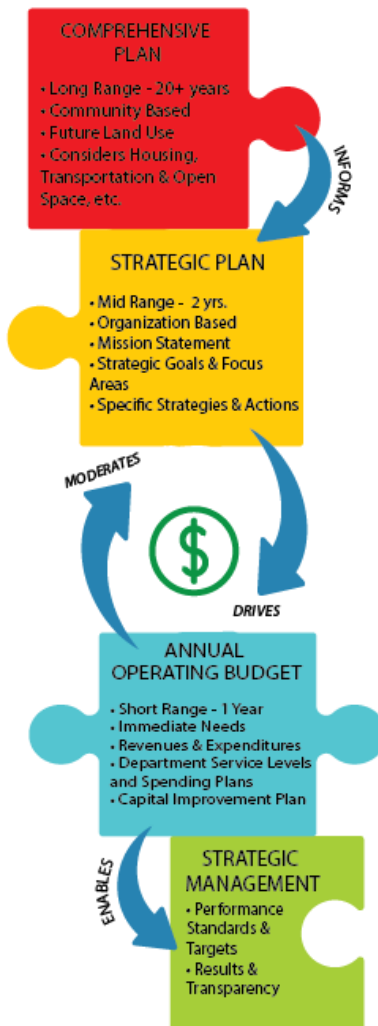 COMPREHENSIVE
PLAN
• Long Range - 20+ years
• Community Based
• Future Land Use
• Considers Housing,
Transportation & Open
Space, etc.
INFORMS
STRATEGIC PLAN
• Mid Range - 2 yrs.
• Organization Based
• Mission Statement
• Strategic Goals & Focus
Areas
• Specific Strategies & Actions
MODERATES
$
DRIVES
ANNUAL
OPERATING BUDGET
• Short Range - 1 Year
• Immediate Needs
• Revenues & Expenditures
• Department Service Levels
and Spending Plans
• Capital Improvement Plan
ENABLES
STRATEGIC
MANAGEMENT
• Performance
Standards &
Targets
• Results &
Transparency